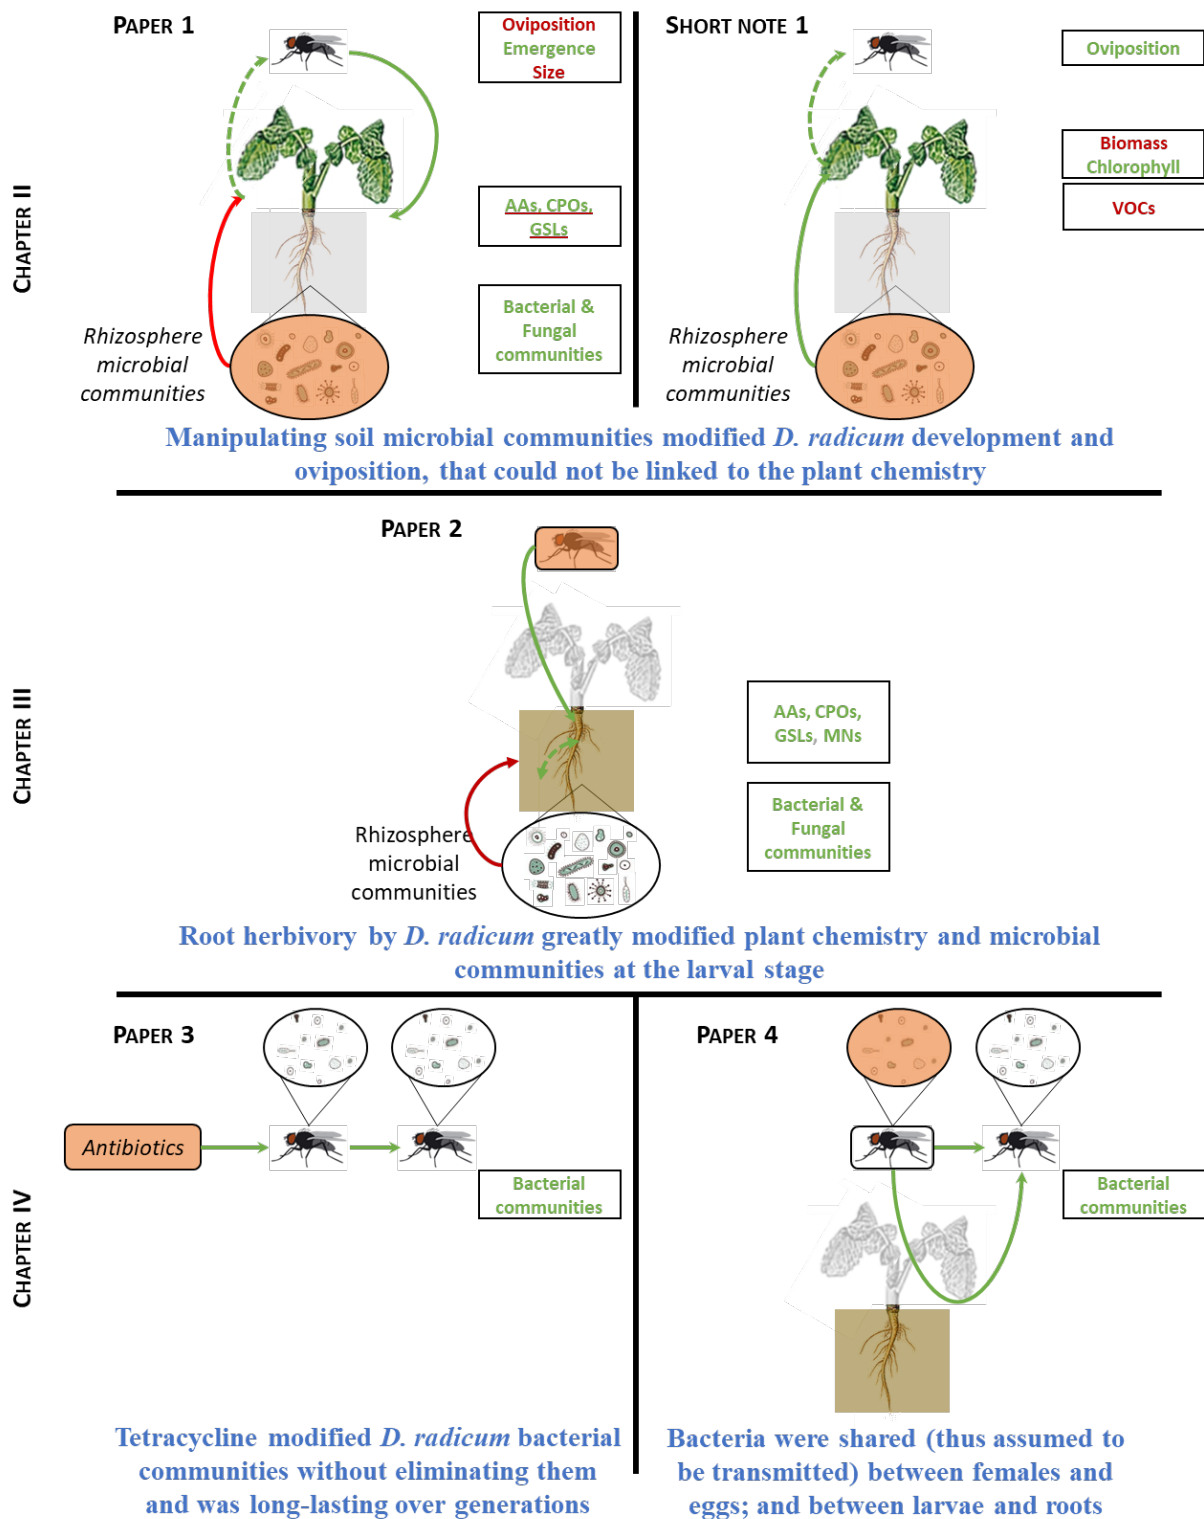 PAPER 1
Oviposition
Emergence
Size
AAs, CPOs,
GSLs
Bacterial &
Fungal
communities
Rhizosphere
microbial
communities
SHORT NOTE 1
Oviposition
Biomass
Chlorophyll
VOCs
Rhizosphere
microbial
communities
CHAPTER II
Manipulating soil microbial communities modified D. radicum development and
oviposition, that could not be linked to the plant chemistry
PAPER 2
CHAPTER III
AAs, CPOs,
GSLs, MNs
Bacterial &
Fungal
communities
Rhizosphere
microbial
communities
Root herbivory by D. radicum greatly modified plant chemistry and microbial
communities at the larval stage
PAPER 3
Antibiotics
Bacterial
communities
CHAPTER IV
Tetracycline modified D. radicum bacterial
communities without eliminating them
and was long-lasting over generations
PAPER 4
Bacterial
communities
Bacteria were shared (thus assumed to
be transmitted) between females and
eggs; and between larvae and roots